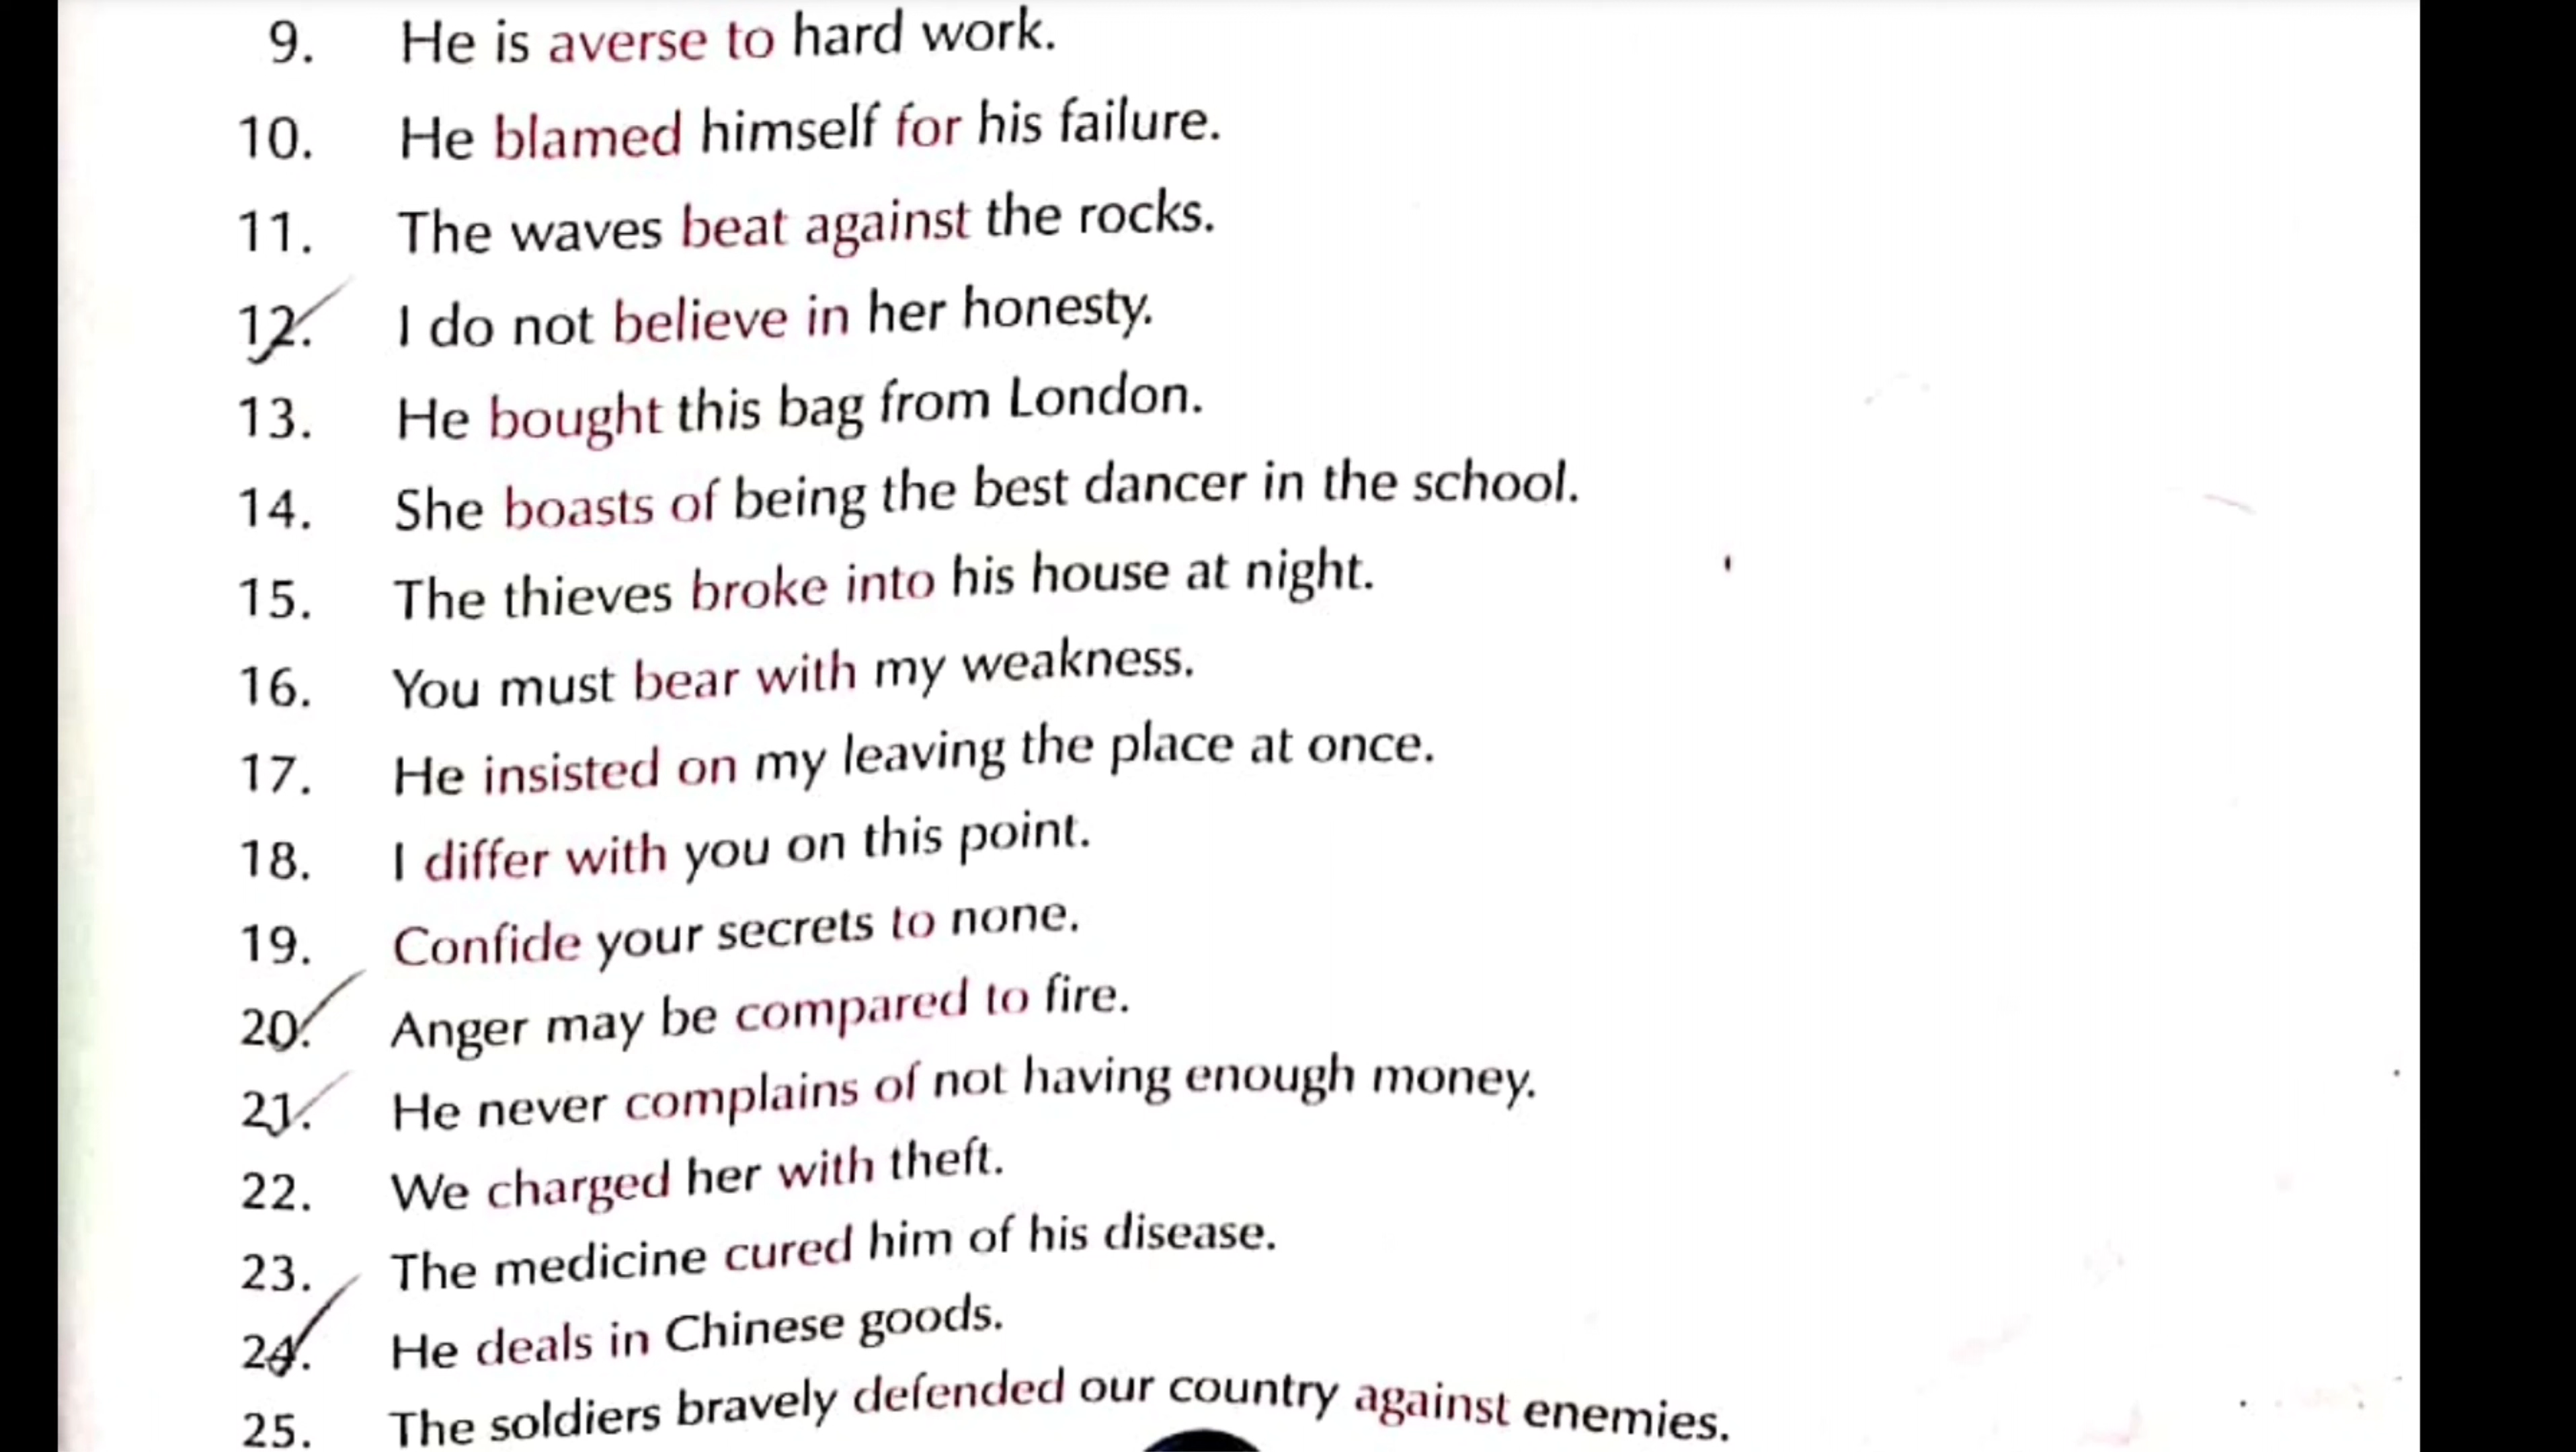 9. He is averse to hard work.
10. He blamed himself for his failure.
11. The waves beat against the rocks.
12. I do not believe in her honesty.
13. He bought this bag from London.
14. She boasts of being the best dancer in the school.
15. The thieves broke into his house at night.
16. You must bear with my weakness.
17. He insisted on my leaving the place at once.
18. I differ with you on this point.
19. Confide your secrets to none.
20. Anger may be compared to fire.
21. He never complains of not having enough money.
22. We charged her with theft.
23. The medicine cured him of his disease.
24. He deals in Chinese goods.
25. The soldiers bravely defended our country against enemies.